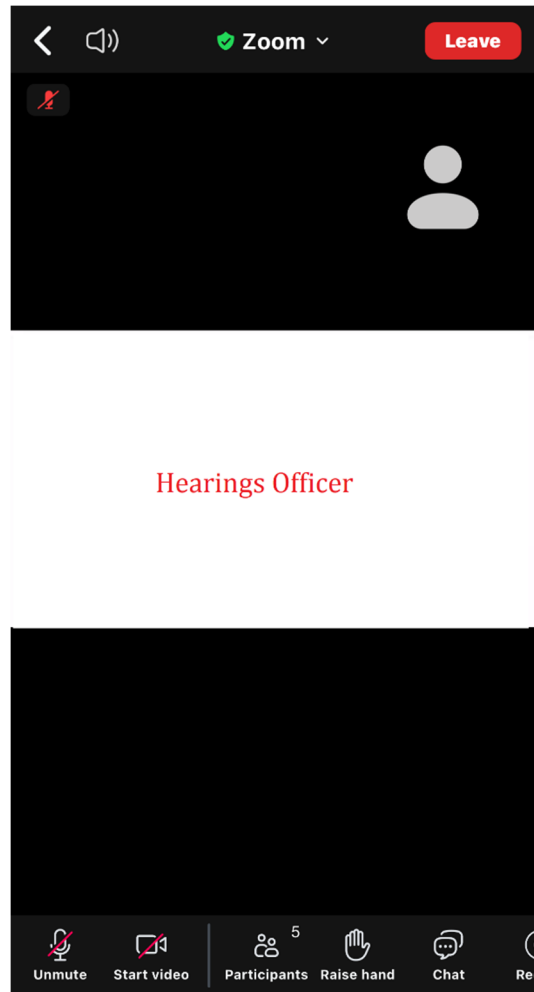 Zoom
Leave
Hearings Officer
5
Unmute
Start video
Participants
Raise hand
Chat